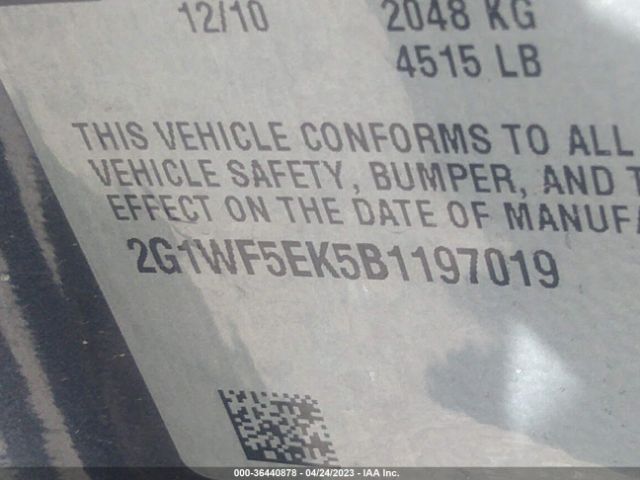 12/10 2048 KG
4515 LB
THIS VEHICLE CONFORMS TO ALL
VEHICLE SAFETY, BUMPER, AND T
EFFECT ON THE DATE OF MANUFA
2G1WF5EK5B1197019
000-36440878 - 04/24/2023 - IAA Inc.